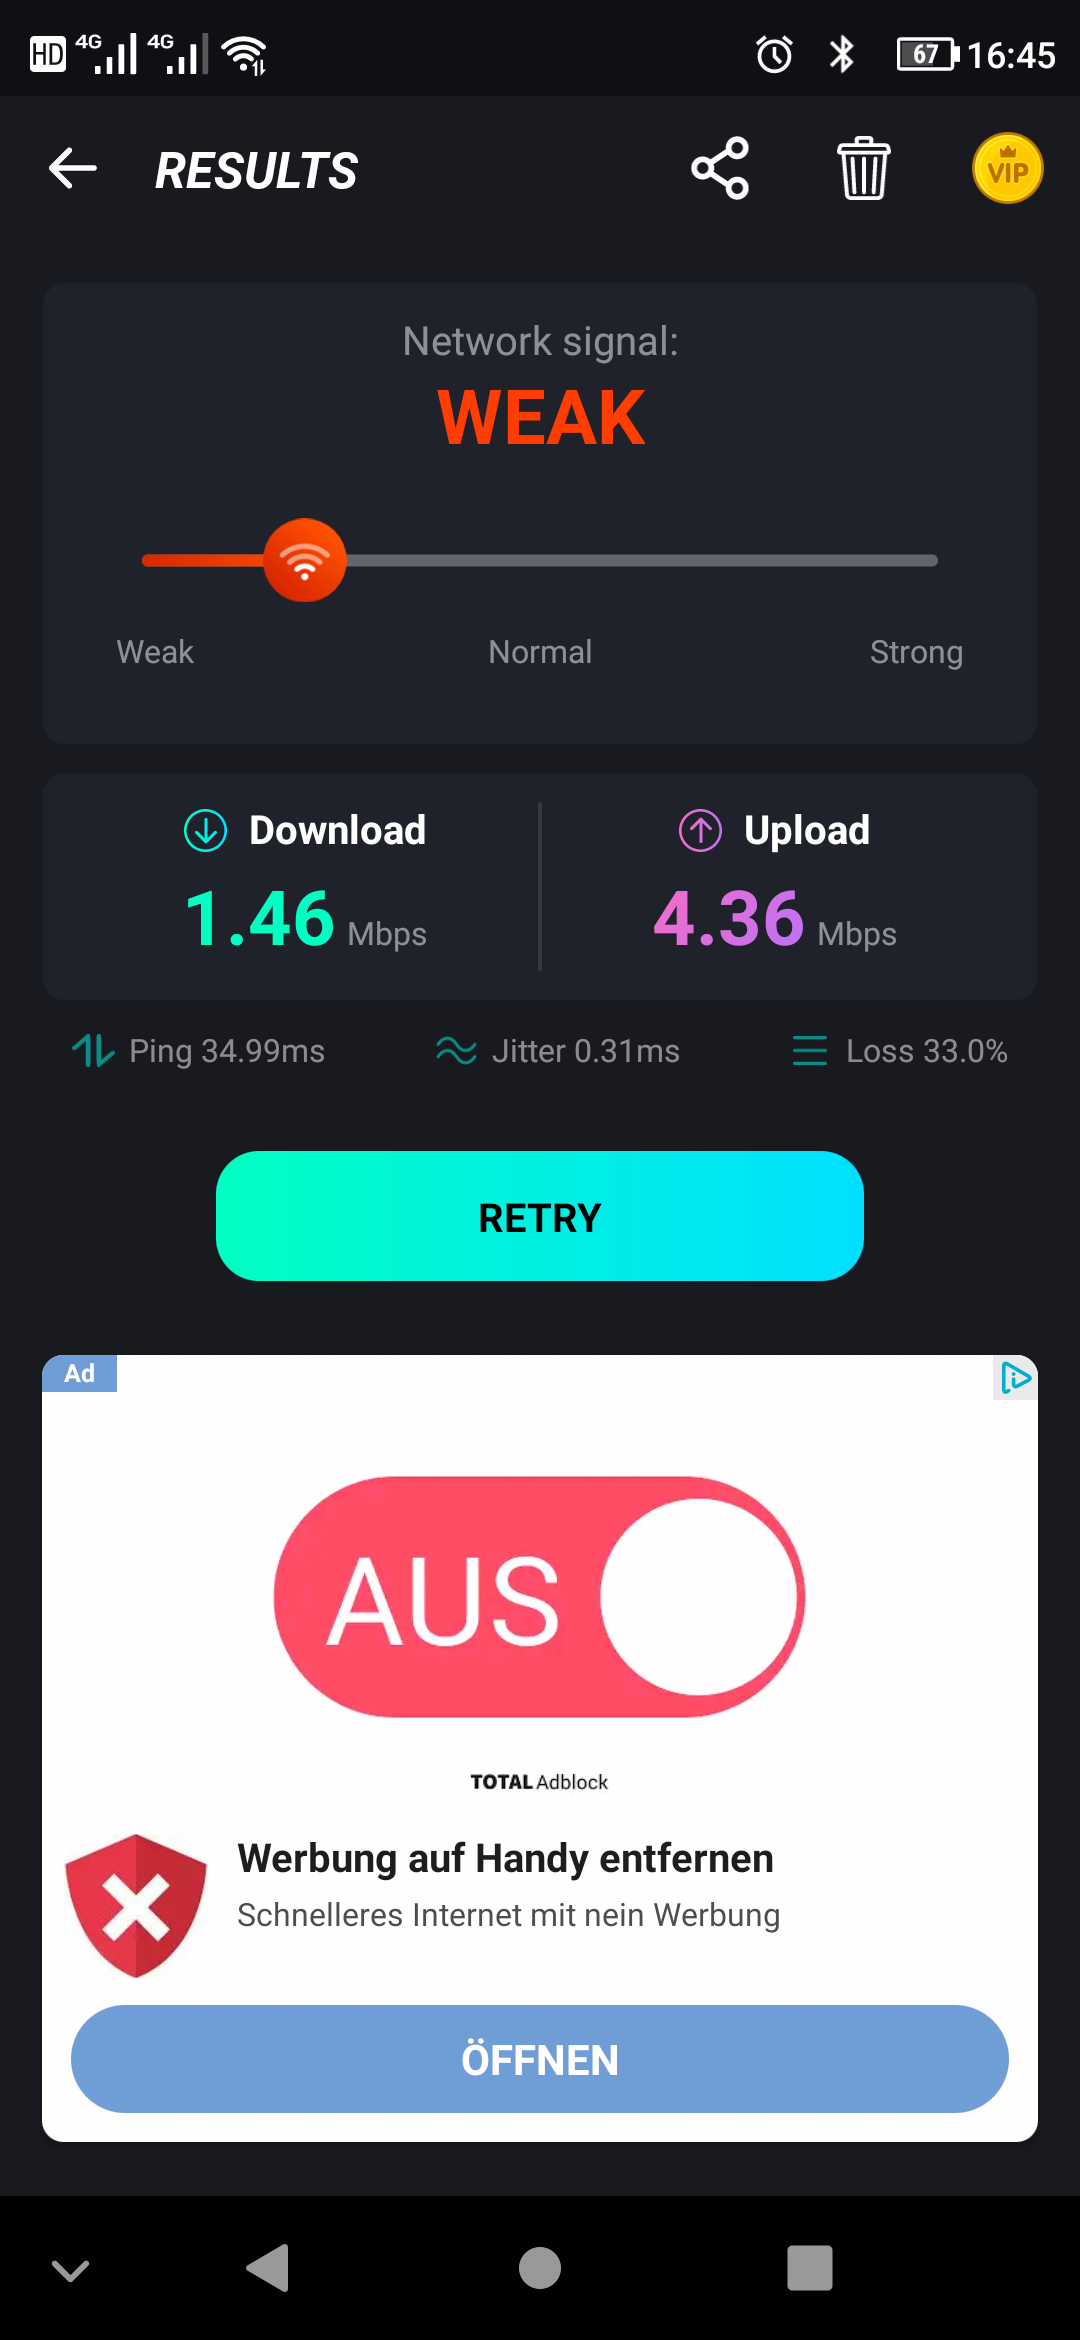 HD 4G 4G 67 16:45
RESULTS VIP
Network signal:
WEAK
Weak Normal Strong
Download Upload
1.46 Mbps 4.36 Mbps
Ping 34.99ms Jitter 0.31ms Loss 33.0%
RETRY
Ad
AUS
TOTAL Adblock
Werbung auf Handy entfernen
Schnelleres Internet mit nein Werbung
ÖFFNEN